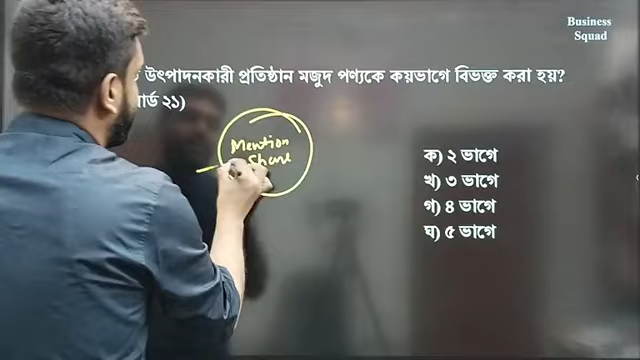 Business
Squad
উৎপাদনকারী প্রতিষ্ঠান মজুদ পণ্যকে কয়ভাগে বিভক্ত করা হয়?
২১)
Mention
Share
ক) ২ ভাগে
খ) ৩ ভাগে
গ) ৪ ভাগে
ঘ) ৫ ভাগে